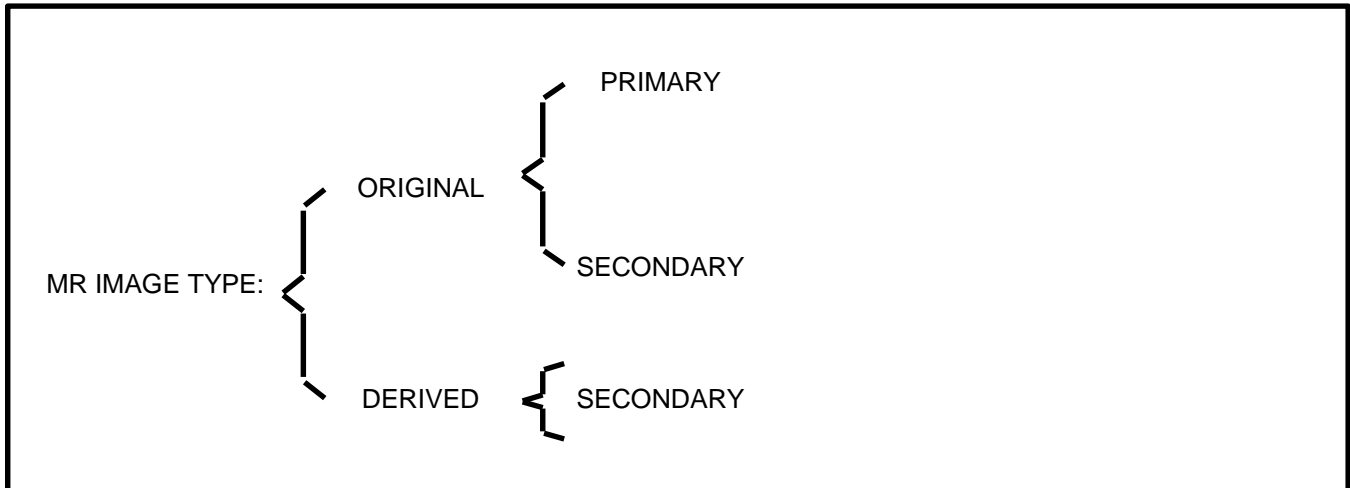 PRIMARY
ORIGINAL
SECONDARY
MR IMAGE TYPE:
DERIVED SECONDARY